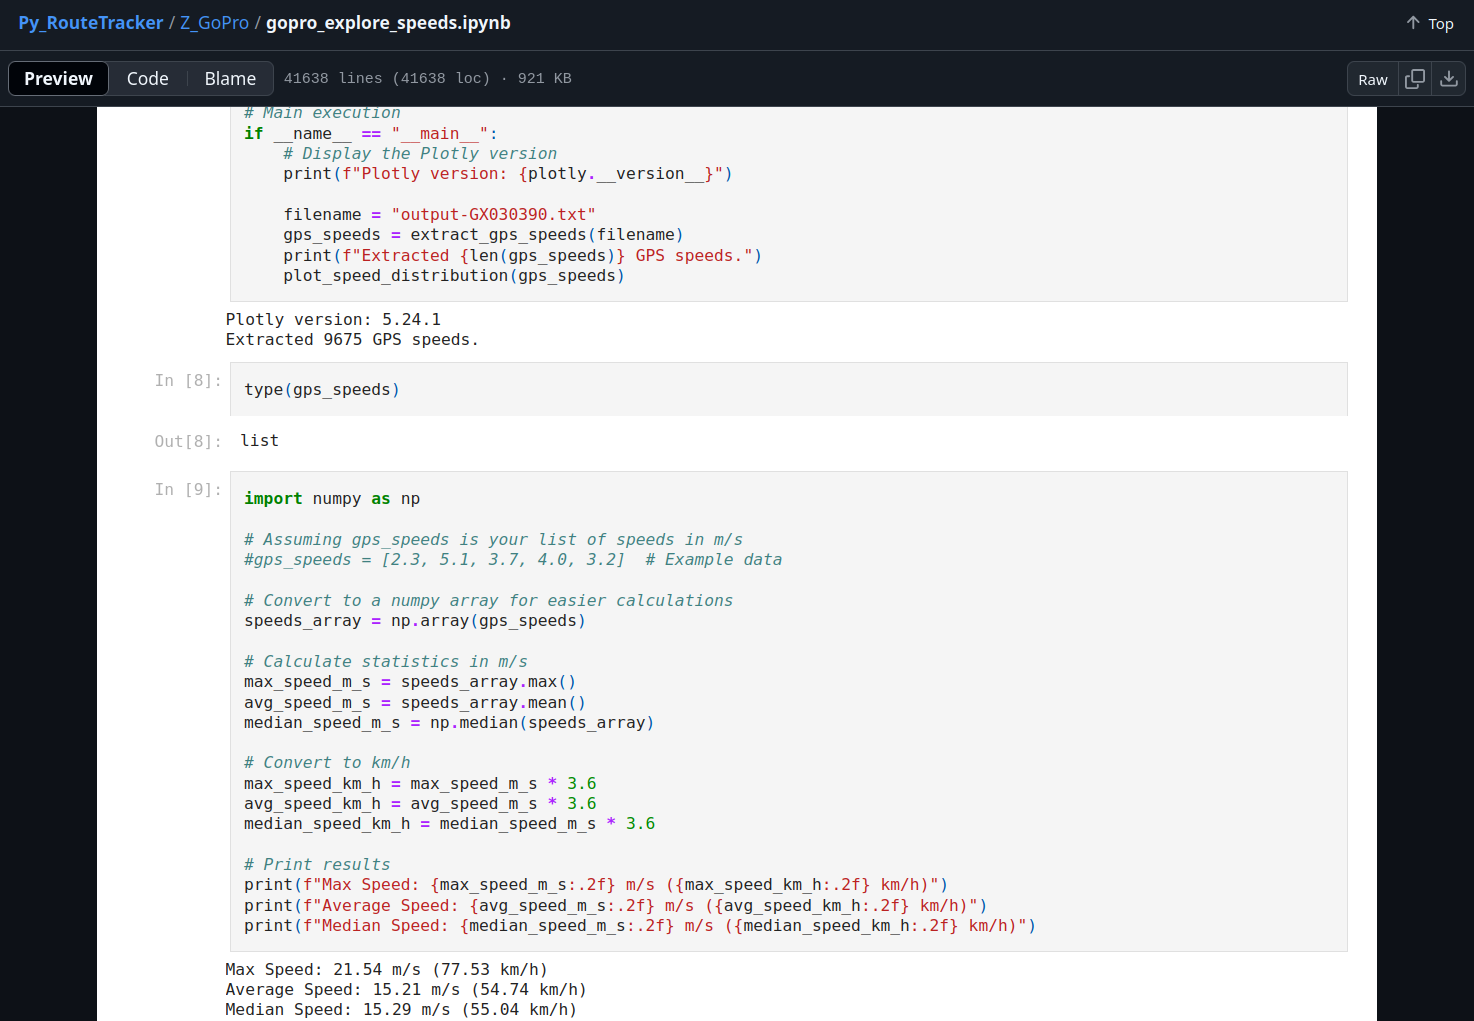 Py_RouteTracker / Z_GoPro / gopro_explore_speeds.ipynb
Top
Preview Code Blame 41638 lines (41638 loc) · 921 KB
Raw
# Main execution
if __name__ == "__main__":
    # Display the Plotly version
    print(f"Plotly version: {plotly.__version__}")

    filename = "output-GX030390.txt"
    gps_speeds = extract_gps_speeds(filename)
    print(f"Extracted {len(gps_speeds)} GPS speeds.")
    plot_speed_distribution(gps_speeds)
Plotly version: 5.24.1
Extracted 9675 GPS speeds.
In [8]:
type(gps_speeds)
Out[8]: list
In [9]:
import numpy as np

# Assuming gps_speeds is your list of speeds in m/s
#gps_speeds = [2.3, 5.1, 3.7, 4.0, 3.2]  # Example data

# Convert to a numpy array for easier calculations
speeds_array = np.array(gps_speeds)

# Calculate statistics in m/s
max_speed_m_s = speeds_array.max()
avg_speed_m_s = speeds_array.mean()
median_speed_m_s = np.median(speeds_array)

# Convert to km/h
max_speed_km_h = max_speed_m_s * 3.6
avg_speed_km_h = avg_speed_m_s * 3.6
median_speed_km_h = median_speed_m_s * 3.6

# Print results
print(f"Max Speed: {max_speed_m_s:.2f} m/s ({max_speed_km_h:.2f} km/h)")
print(f"Average Speed: {avg_speed_m_s:.2f} m/s ({avg_speed_km_h:.2f} km/h)")
print(f"Median Speed: {median_speed_m_s:.2f} m/s ({median_speed_km_h:.2f} km/h)")
Max Speed: 21.54 m/s (77.53 km/h)
Average Speed: 15.21 m/s (54.74 km/h)
Median Speed: 15.29 m/s (55.04 km/h)